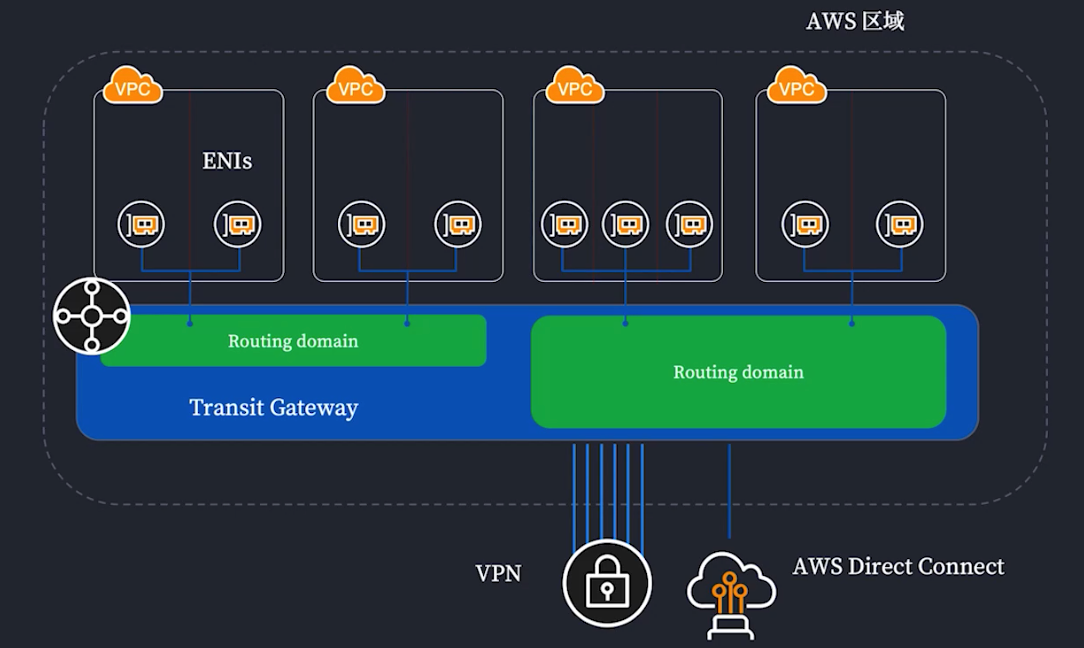 AWS 区域
VPC
VPC
VPC
VPC
ENIs
Routing domain
Routing domain
Transit Gateway
VPN
AWS Direct Connect